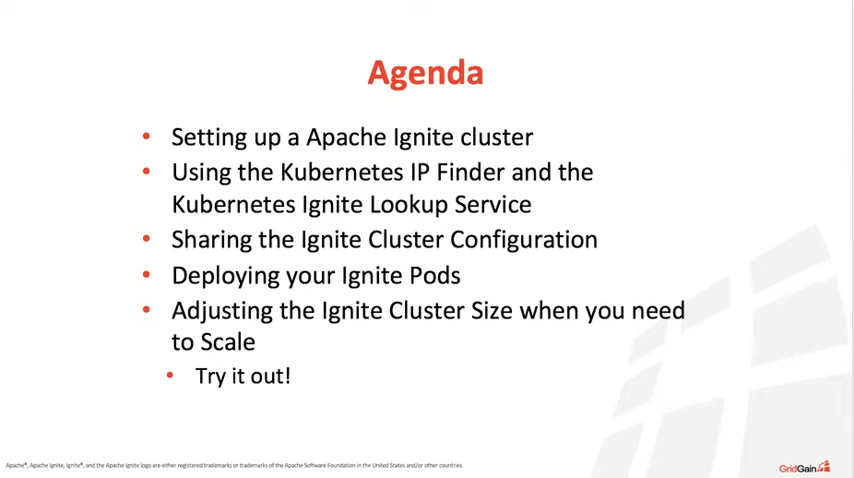 Agenda
• Setting up a Apache Ignite cluster
• Using the Kubernetes IP Finder and the
Kubernetes Ignite Lookup Service
• Sharing the Ignite Cluster Configuration
• Deploying your Ignite Pods
• Adjusting the Ignite Cluster Size when you need
to Scale
• Try it out!
Apache®, Apache Ignite, Ignite®, and the Apache Ignite logo are either registered trademarks or trademarks of the Apache Software Foundation in the United States and/or other countries.
GridGain